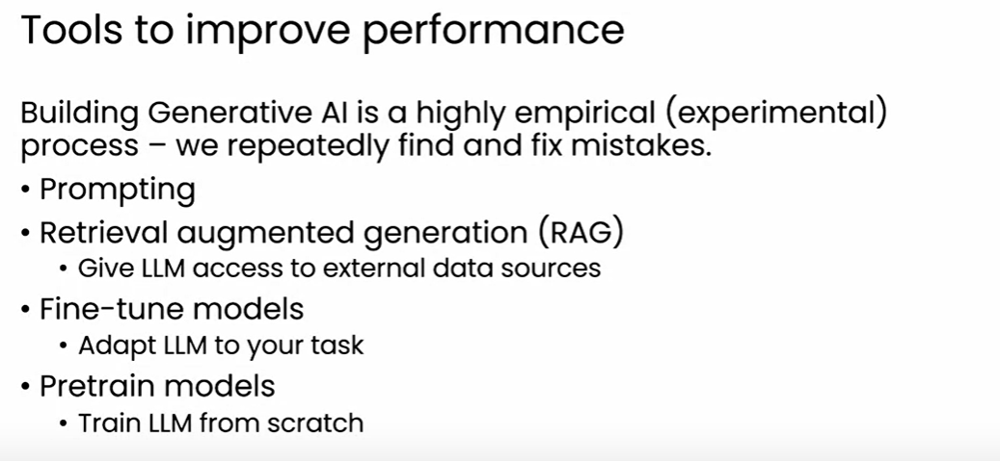 Tools to improve performance
Building Generative AI is a highly empirical (experimental)
process – we repeatedly find and fix mistakes.
• Prompting
• Retrieval augmented generation (RAG)
• Give LLM access to external data sources
• Fine-tune models
• Adapt LLM to your task
• Pretrain models
• Train LLM from scratch